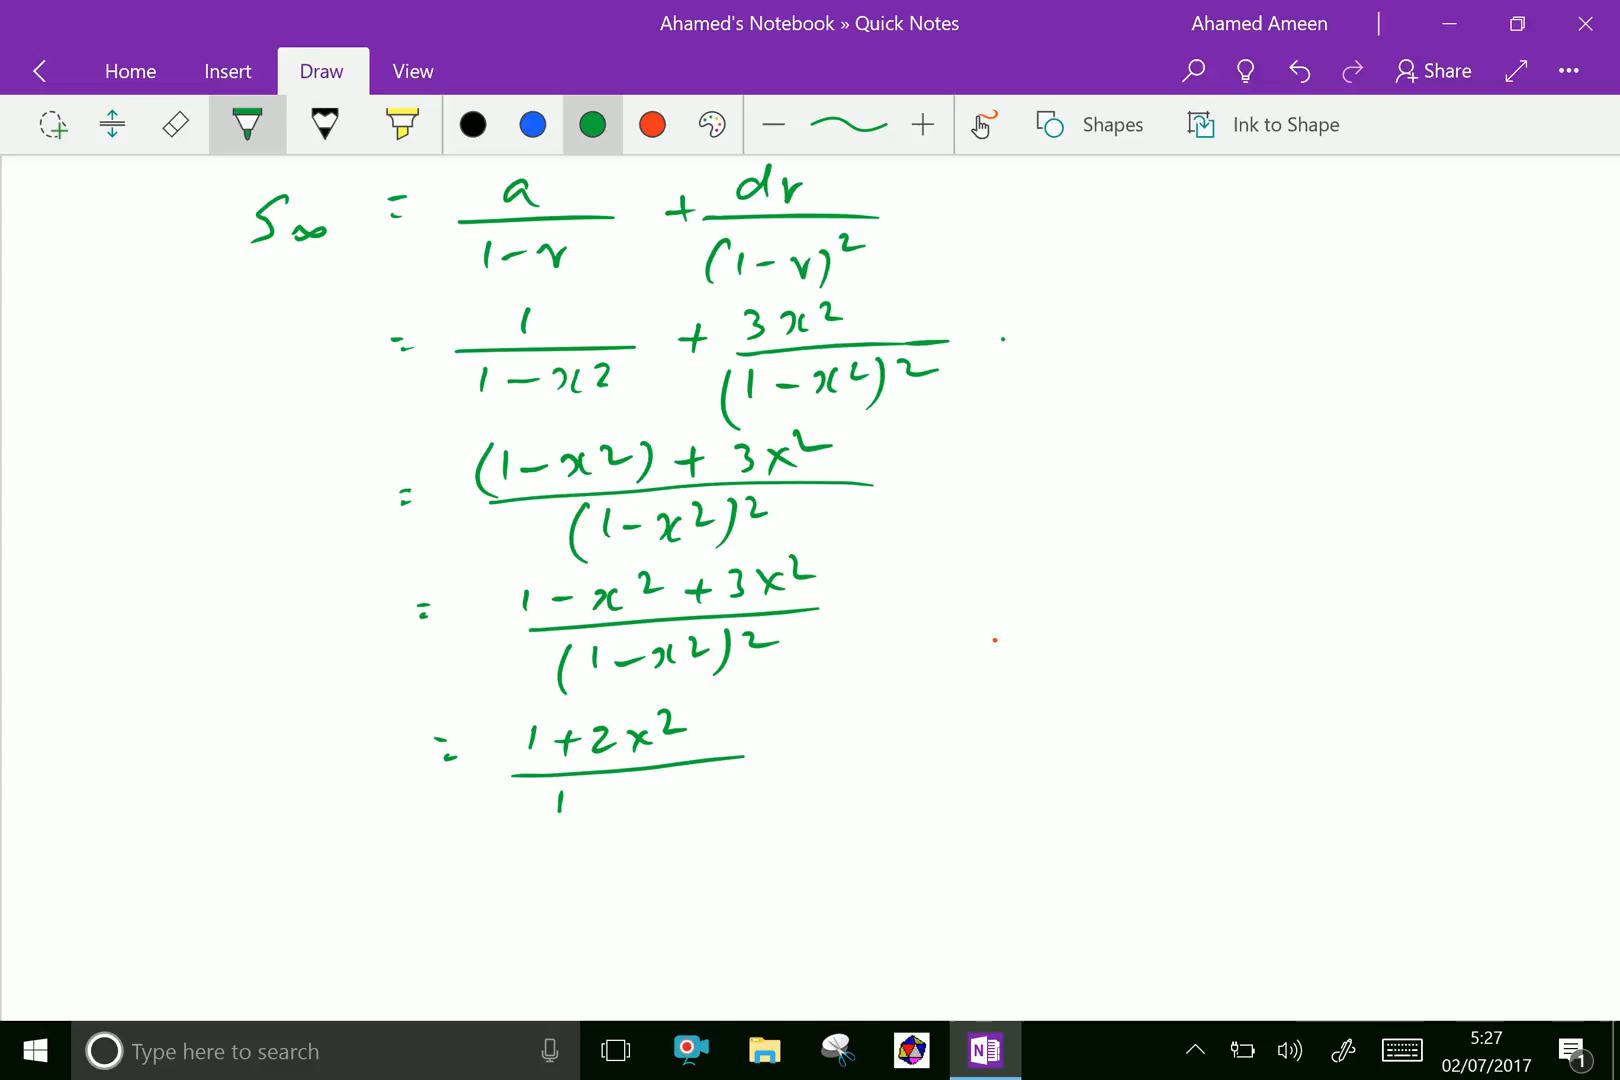 Ahamed's Notebook » Quick Notes
Ahamed Ameen
Home Insert Draw View
Share
Shapes Ink to Shape
S∞ = a/(1-r) + dr/(1-r)²
= 1/(1-x²) + 3x²/(1-x²)² .
= ((1-x²) + 3x²)/(1-x²)²
= (1-x²+3x²)/(1-x²)²
= (1+2x²)/1
Type here to search
5:27
02/07/2017
1